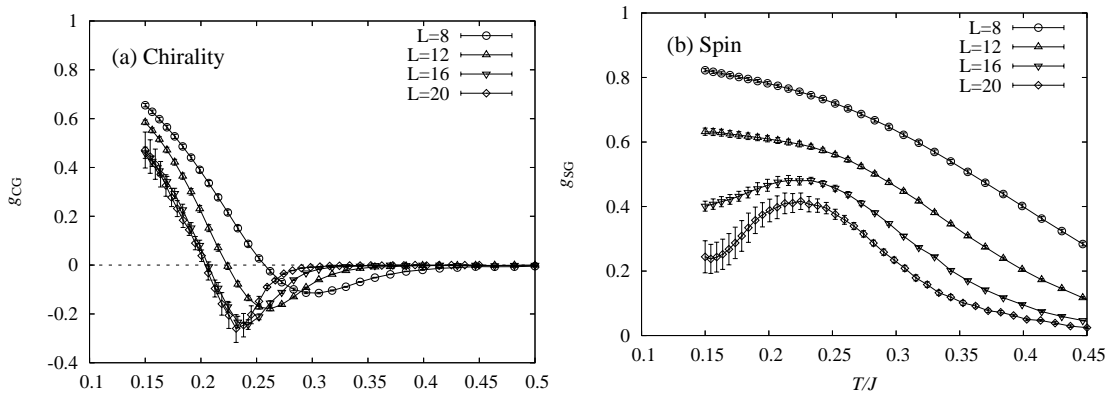 (a) Chirality
L=8
L=12
L=16
L=20
g_CG
1
0.8
0.6
0.4
0.2
0
-0.2
-0.4
0.1 0.15 0.2 0.25 0.3 0.35 0.4 0.45 0.5
(b) Spin
L=8
L=12
L=16
L=20
g_SG
1
0.8
0.6
0.4
0.2
0
0.1 0.15 0.2 0.25 0.3 0.35 0.4 0.45
T/J